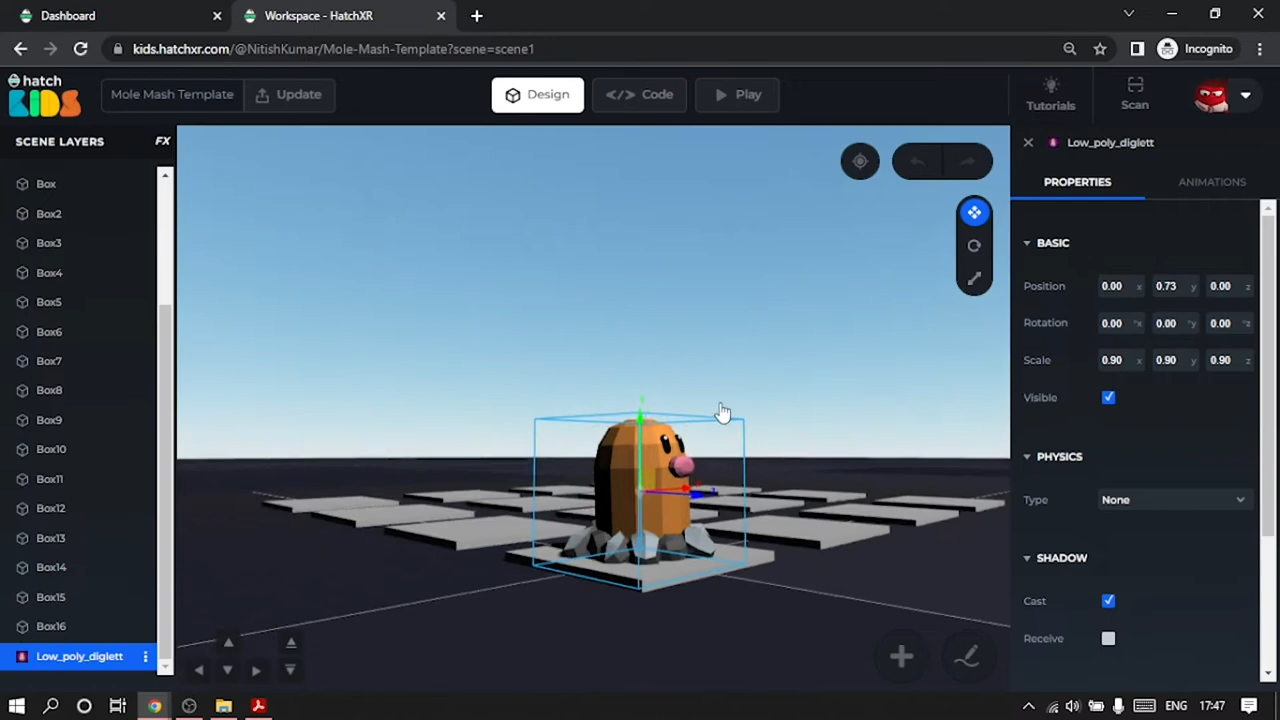 Dashboard
Workspace - HatchXR
kids.hatchxr.com/@NitishKumar/Mole-Mash-Template?scene=scene1
Incognito
hatch
KIDS
Mole Mash Template
Update
Design
</> Code
Play
Tutorials
Scan
SCENE LAYERS
FX
Box
Box2
Box3
Box4
Box5
Box6
Box7
Box8
Box9
Box10
Box11
Box12
Box13
Box14
Box15
Box16
Low_poly_diglett
Low_poly_diglett
PROPERTIES
ANIMATIONS
BASIC
Position 0.00 x 0.73 y 0.00 z
Rotation 0.00 °x 0.00 °y 0.00 °z
Scale 0.90 x 0.90 y 0.90 z
Visible
PHYSICS
Type None
SHADOW
Cast
Receive
ENG
17:47